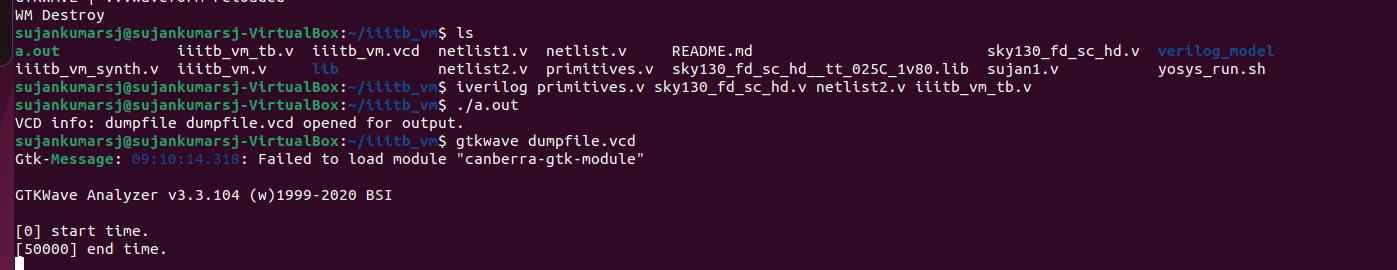 GTKWAVE | ...waveform reloaded
WM Destroy
sujankumarsj@sujankumarsj-VirtualBox:~/iiitb_vm$ ls
a.out iiitb_vm_tb.v iiitb_vm.vcd netlist1.v netlist.v README.md sky130_fd_sc_hd.v verilog_model
iiitb_vm_synth.v iiitb_vm.v lib netlist2.v primitives.v sky130_fd_sc_hd__tt_025C_1v80.lib sujan1.v yosys_run.sh
sujankumarsj@sujankumarsj-VirtualBox:~/iiitb_vm$ iverilog primitives.v sky130_fd_sc_hd.v netlist2.v iiitb_vm_tb.v
sujankumarsj@sujankumarsj-VirtualBox:~/iiitb_vm$ ./a.out
VCD info: dumpfile dumpfile.vcd opened for output.
sujankumarsj@sujankumarsj-VirtualBox:~/iiitb_vm$ gtkwave dumpfile.vcd
Gtk-Message: 09:10:14.318: Failed to load module "canberra-gtk-module"
GTKWave Analyzer v3.3.104 (w)1999-2020 BSI
[0] start time.
[50000] end time.